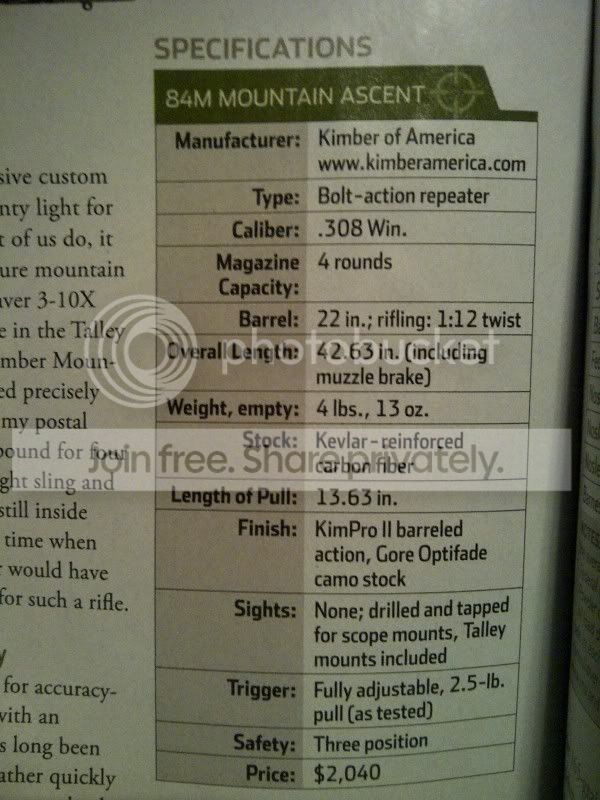 sive custom
nty light for
t of us do, it
ure mountain
ver 3-10X
e in the Talley
mber Moun-
ed precisely
my postal
ound for four
ght sling and
still inside
time when
would have
for such a rifle.
y
for accuracy-
with an
s long been
ather quickly
SPECIFICATIONS
84M MOUNTAIN ASCENT
Manufacturer: Kimber of America
www.kimberamerica.com
Type: Bolt-action repeater
Caliber: .308 Win.
Magazine Capacity: 4 rounds
Barrel: 22 in.; rifling: 1:12 twist
Overall Length: 42.63 in. (including
muzzle brake)
Weight, empty: 4 lbs., 13 oz.
Stock: Kevlar-reinforced
carbon fiber
Length of Pull: 13.63 in.
Finish: KimPro II barreled
action, Gore Optifade
camo stock
Sights: None; drilled and tapped
for scope mounts, Talley
mounts included
Trigger: Fully adjustable, 2.5-lb.
pull (as tested)
Safety: Three position
Price: $2,040
photobucket
Join free. Share privately.